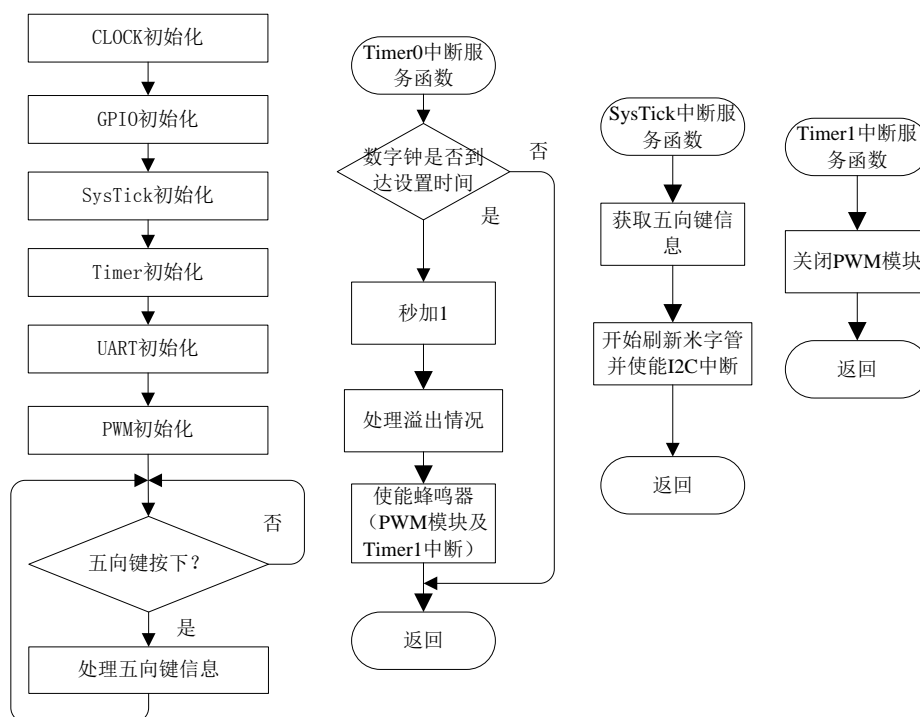 CLOCK初始化
GPIO初始化
SysTick初始化
Timer初始化
UART初始化
PWM初始化
五向键按下？
否
是
处理五向键信息
Timer0中断服
务函数
数字钟是否到
达设置时间
否
是
秒加1
处理溢出情况
使能蜂鸣器
（PWM模块及
Timer1中断）
返回
SysTick中断服
务函数
获取五向键信
息
开始刷新米字管
并使能I2C中断
返回
Timer1中断服
务函数
关闭PWM模块
返回